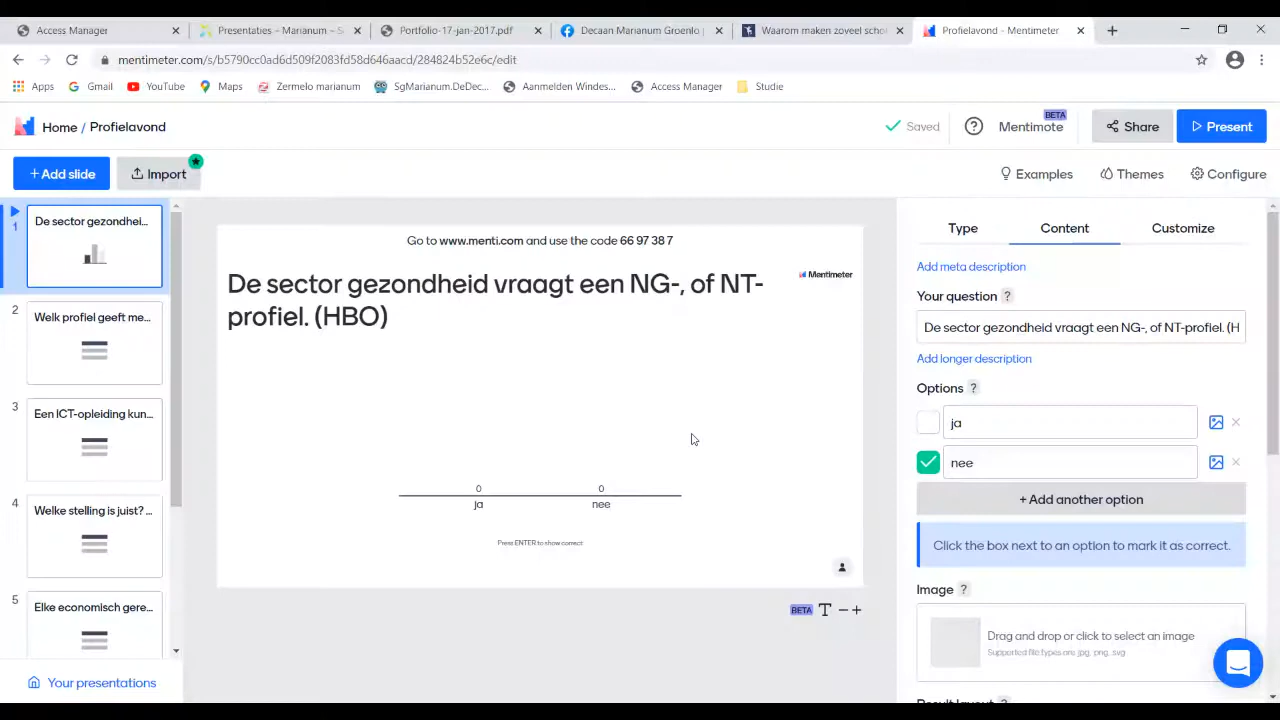 Access Manager
Presentaties – Marianum – S
Portfolio-17-jan-2017.pdf
Decaan Marianum Groenlo
Waarom maken zoveel schol
Profielavond - Mentimeter
mentimeter.com/s/b5790cc0ad6d509f2083fd58d646aacd/284824b52e6c/edit
Apps
Gmail
YouTube
Maps
Zermelo marianum
SgMarianum.DeDec...
Aanmelden Windes...
Access Manager
Studie
Home / Profielavond
Saved
Mentimote
BETA
Share
Present
+ Add slide
Import
Examples
Themes
Configure
1
De sector gezondhei...
2
Welk profiel geeft me...
3
Een ICT-opleiding kun...
4
Welke stelling is juist? ...
5
Elke economisch gere...
Your presentations
Go to www.menti.com and use the code 66 97 38 7
Mentimeter
De sector gezondheid vraagt een NG-, of NT-
profiel. (HBO)
0 0
ja nee
Press ENTER to show correct
BETA T − +
Type
Content
Customize
Add meta description
Your question ?
De sector gezondheid vraagt een NG-, of NT-profiel. (H
Add longer description
Options ?
ja
nee
+ Add another option
Click the box next to an option to mark it as correct.
Image ?
Drag and drop or click to select an image
Supported file types are jpg, png, svg
Result layout ?